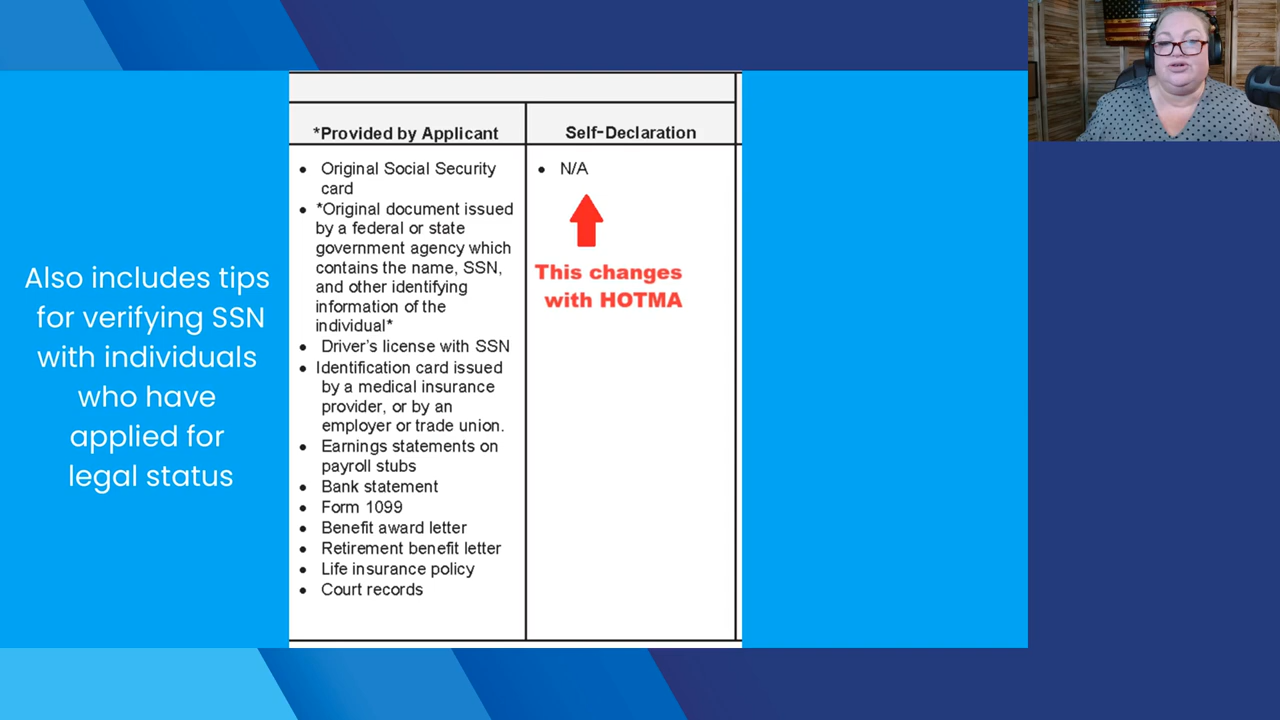 Also includes tips
for verifying SSN
with individuals
who have
applied for
legal status
*Provided by Applicant
• Original Social Security
card
• *Original document issued
by a federal or state
government agency which
contains the name, SSN,
and other identifying
information of the
individual*
• Driver's license with SSN
• Identification card issued
by a medical insurance
provider, or by an
employer or trade union.
• Earnings statements on
payroll stubs
• Bank statement
• Form 1099
• Benefit award letter
• Retirement benefit letter
• Life insurance policy
• Court records
Self-Declaration
• N/A
This changes
with HOTMA